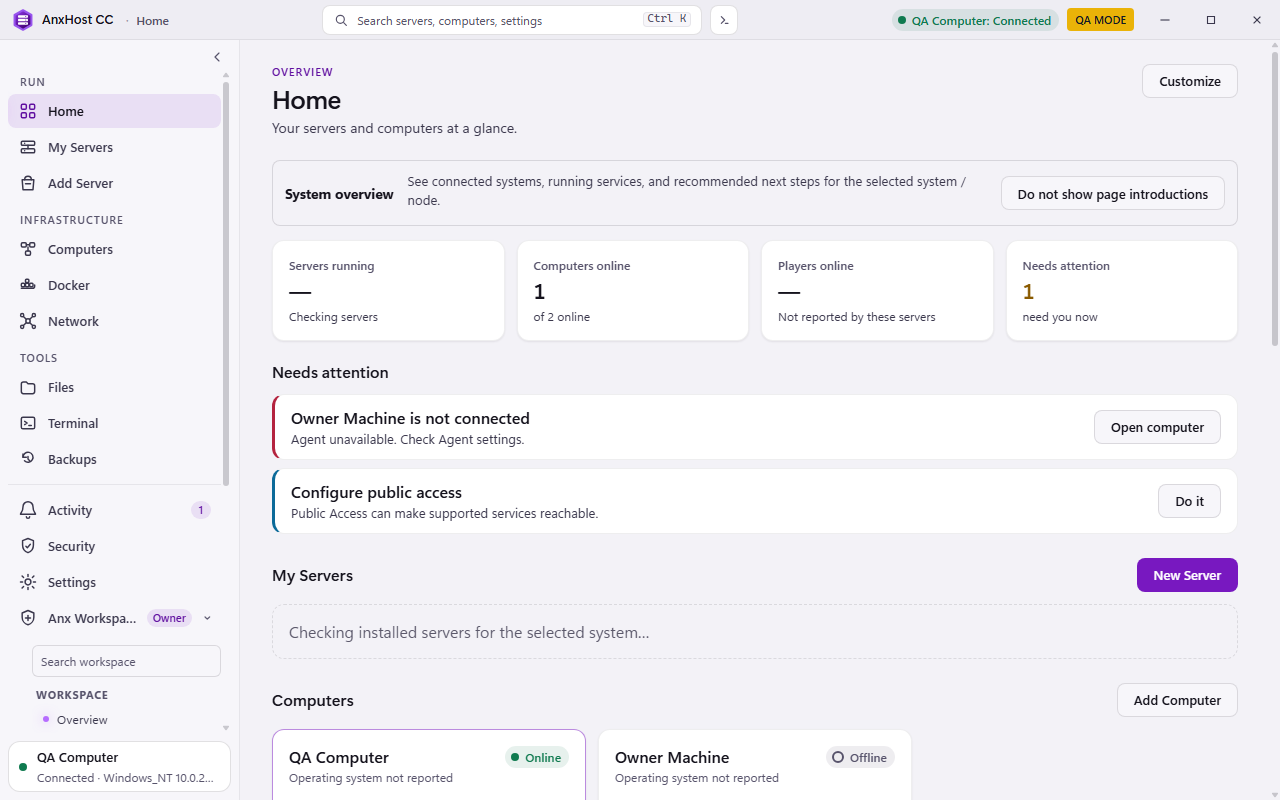 AnxHost CC · Home
Search servers, computers, settings
Ctrl K
QA Computer: Connected
QA MODE
RUN
Home
My Servers
Add Server
INFRASTRUCTURE
Computers
Docker
Network
TOOLS
Files
Terminal
Backups
Activity 1
Security
Settings
Anx Workspa... Owner
Search workspace
WORKSPACE
Overview
QA Computer
Connected · Windows_NT 10.0.2...
OVERVIEW
Home
Your servers and computers at a glance.
Customize
System overview
See connected systems, running services, and recommended next steps for the selected system /
node.
Do not show page introductions
Servers running
—
Checking servers
Computers online
1
of 2 online
Players online
—
Not reported by these servers
Needs attention
1
need you now
Needs attention
Owner Machine is not connected
Agent unavailable. Check Agent settings.
Open computer
Configure public access
Public Access can make supported services reachable.
Do it
My Servers
New Server
Checking installed servers for the selected system...
Computers
Add Computer
QA Computer
Online
Operating system not reported
Owner Machine
Offline
Operating system not reported